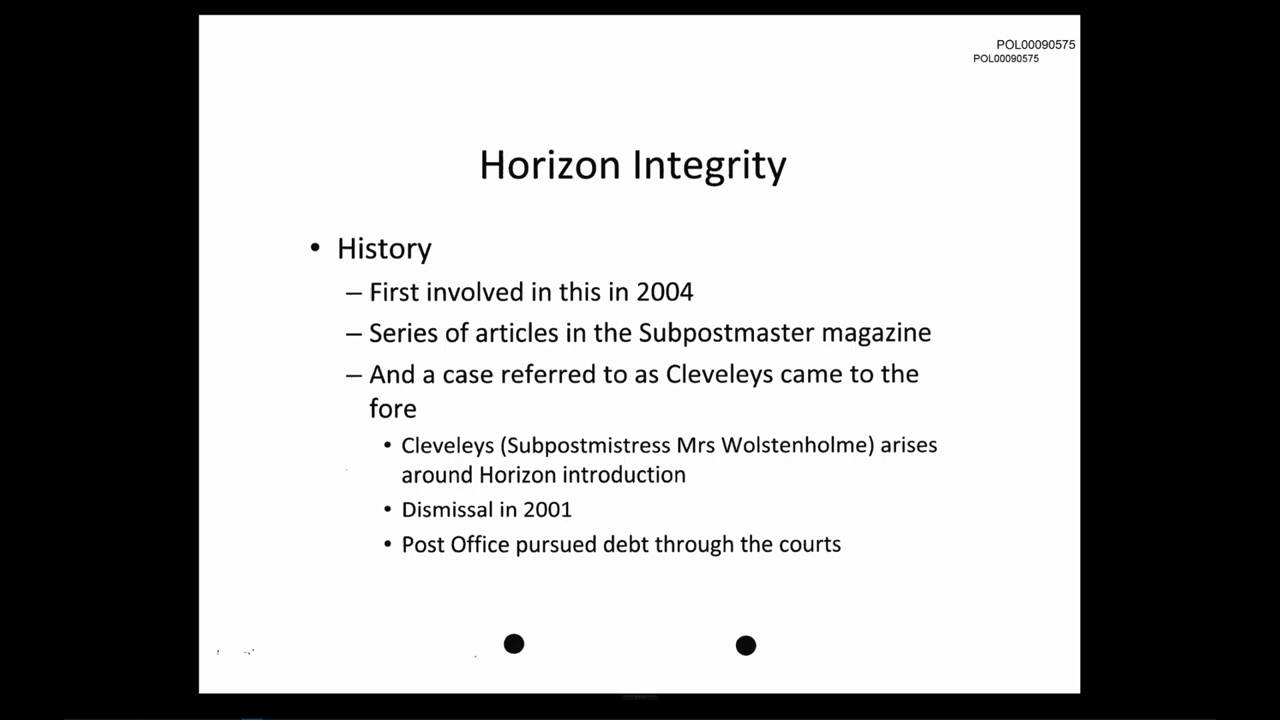 POL00090575
POL00090575
Horizon Integrity
• History
– First involved in this in 2004
– Series of articles in the Subpostmaster magazine
– And a case referred to as Cleveleys came to the
fore
• Cleveleys (Subpostmistress Mrs Wolstenholme) arises
around Horizon introduction
• Dismissal in 2001
• Post Office pursued debt through the courts